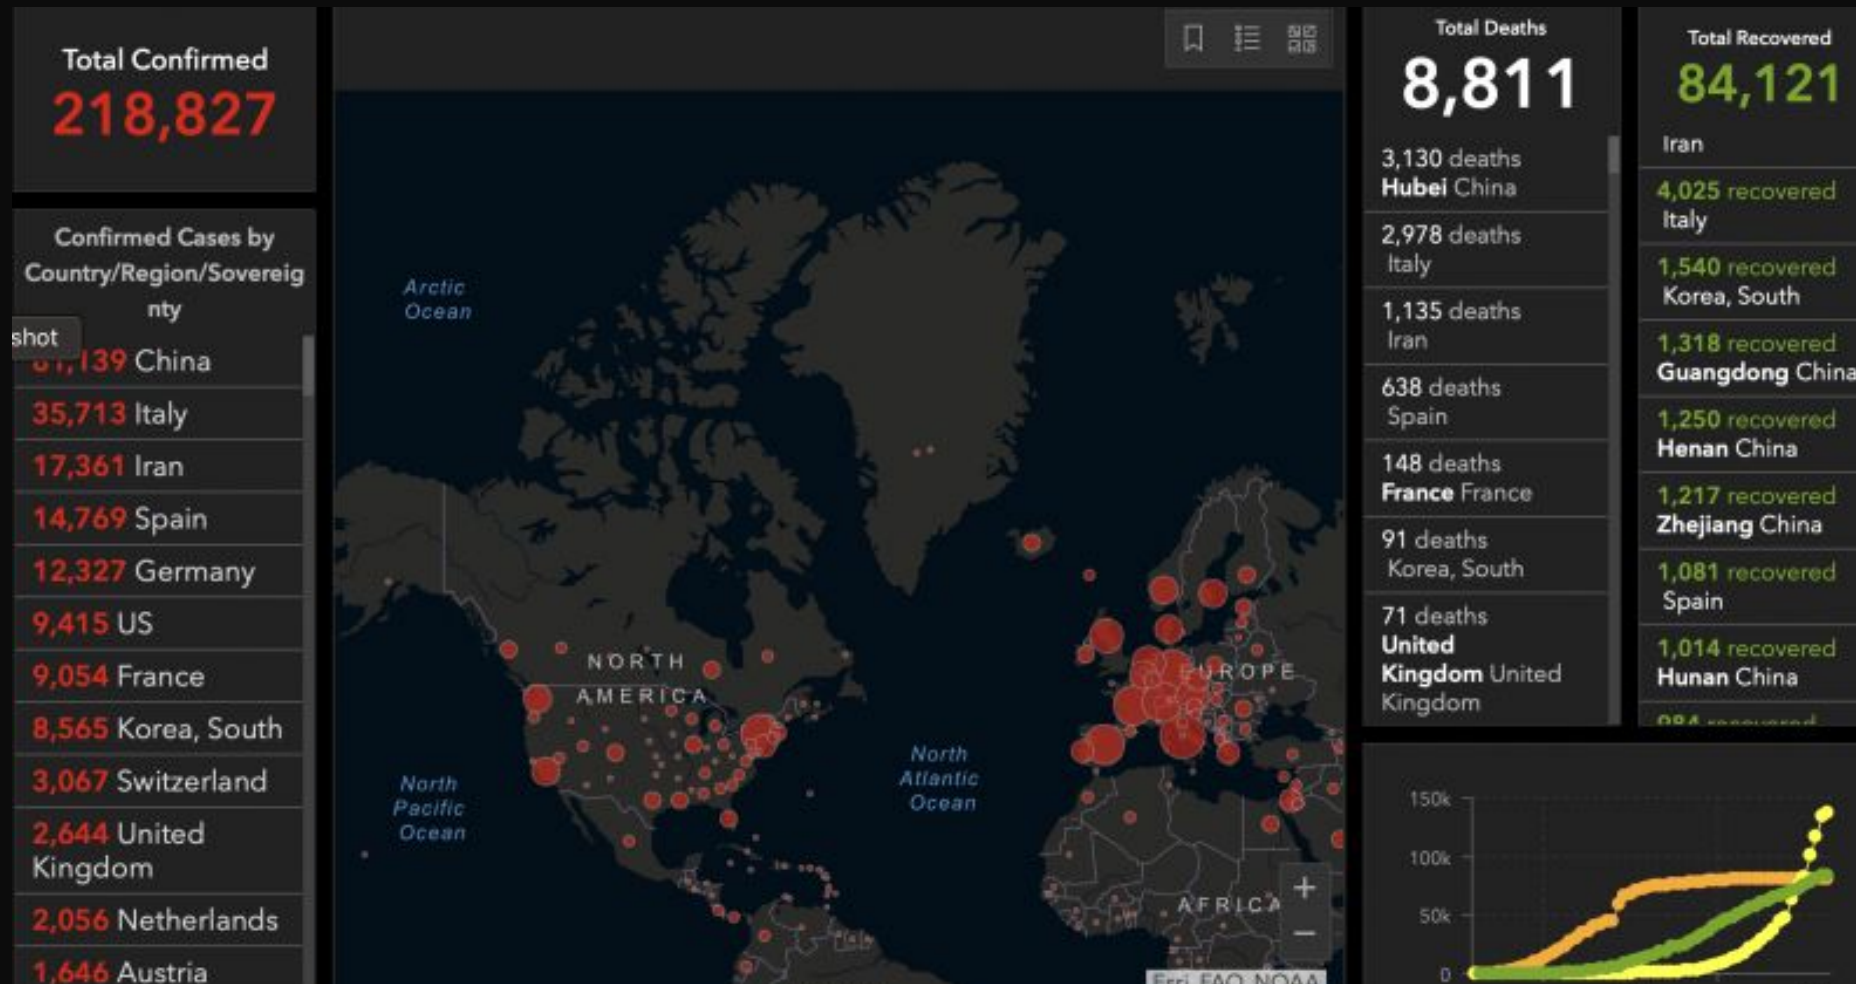 Total Confirmed
218,827
Confirmed Cases by
Country/Region/Sovereig
nty
shot
China
35,713 Italy
17,361 Iran
14,769 Spain
12,327 Germany
9,415 US
9,054 France
8,565 Korea, South
3,067 Switzerland
2,644 United
Kingdom
2,056 Netherlands
1,646 Austria
Arctic
Ocean
NORTH
AMERICA
EUROPE
North
Atlantic
Ocean
North
Pacific
Ocean
AFRICA
+
−
Esri, FAO, NOAA
Total Deaths
8,811
3,130 deaths
Hubei China
2,978 deaths
Italy
1,135 deaths
Iran
638 deaths
Spain
148 deaths
France France
91 deaths
Korea, South
71 deaths
United
Kingdom United
Kingdom
Total Recovered
84,121
Iran
4,025 recovered
Italy
1,540 recovered
Korea, South
1,318 recovered
Guangdong China
1,250 recovered
Henan China
1,217 recovered
Zhejiang China
1,081 recovered
Spain
1,014 recovered
Hunan China
150k
100k
50k
0